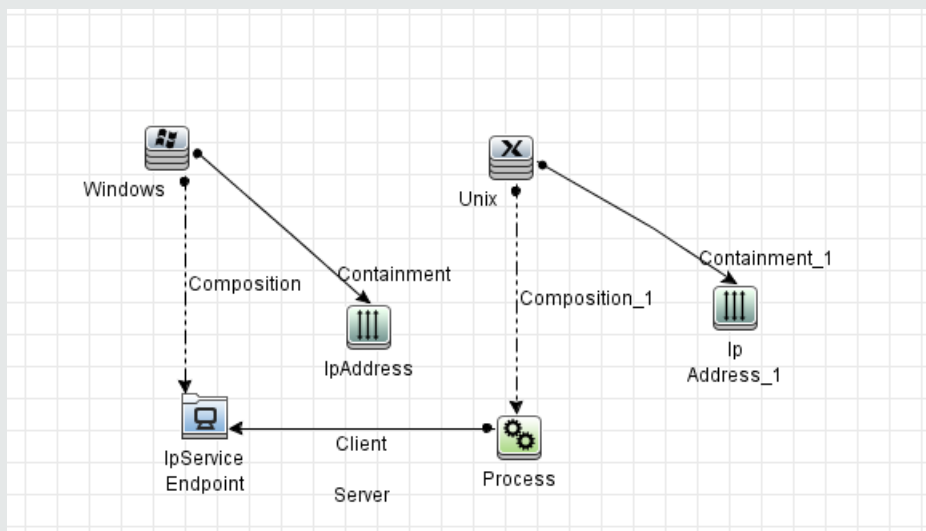 Windows
Unix
Containment
Containment_1
Composition
Composition_1
IpAddress
Ip
Address_1
Client
Server
IpService
Endpoint
Process